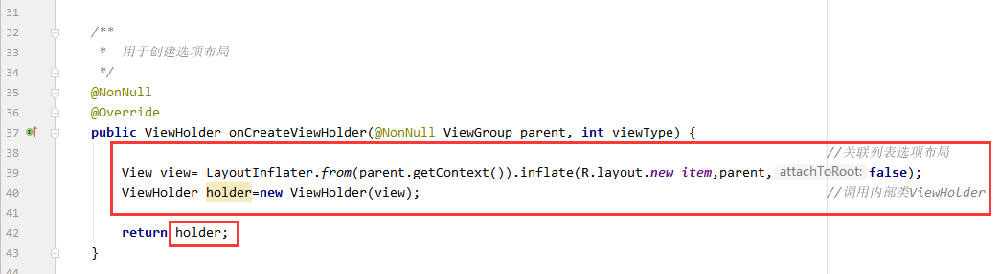 31
32 /**
33 * 用于创建选项布局
34 */
35 @NonNull
36 @Override
37 public ViewHolder onCreateViewHolder(@NonNull ViewGroup parent, int viewType) {
38 //关联列表选项布局
39 View view= LayoutInflater.from(parent.getContext()).inflate(R.layout.new_item,parent, attachToRoot: false);
40 ViewHolder holder=new ViewHolder(view); //调用内部类ViewHolder
41
42 return holder;
43 }
44